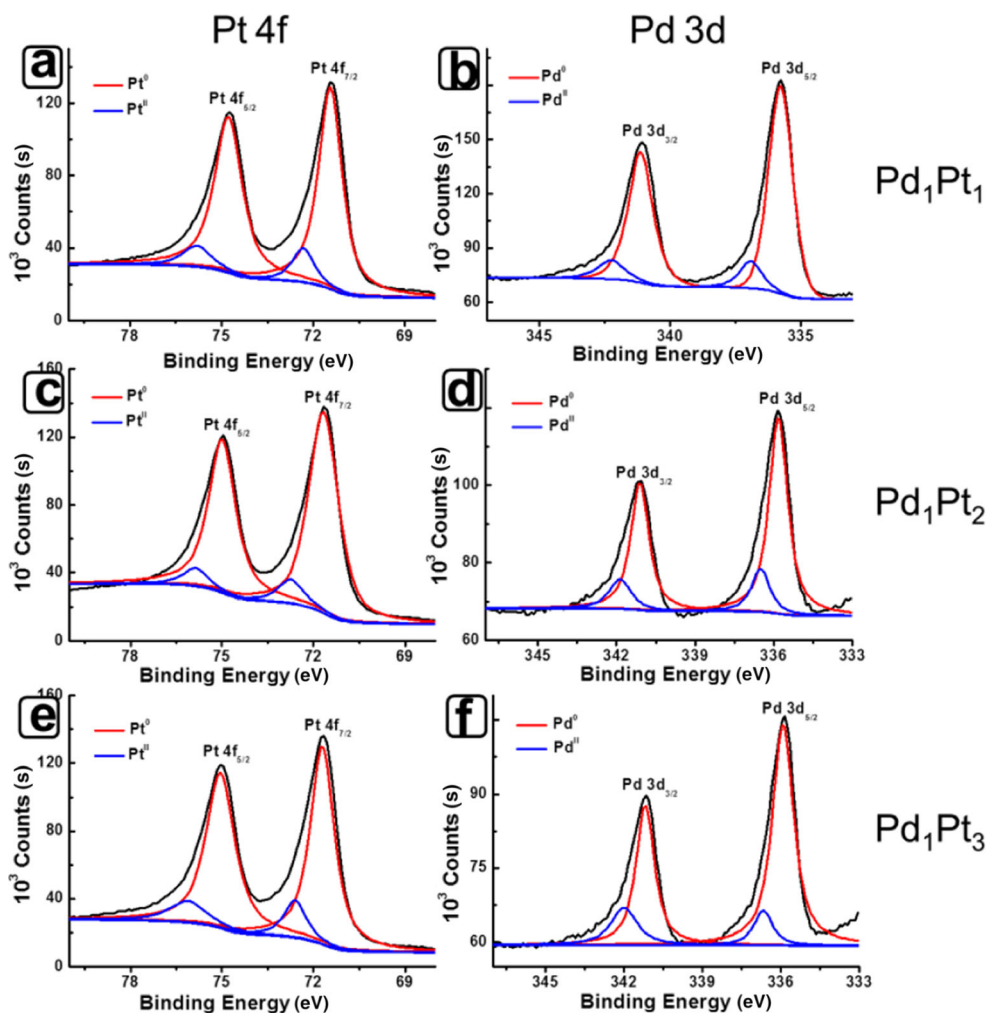 Pt 4f
Pd 3d
a
Pt⁰
Ptᴵᴵ
Pt 4f₅/₂
Pt 4f₇/₂
10³ Counts (s)
120
80
40
0
78
75
72
69
Binding Energy (eV)
b
Pd⁰
Pdᴵᴵ
Pd 3d₃/₂
Pd 3d₅/₂
10³ Counts (s)
180
150
120
90
60
345
340
335
Binding Energy (eV)
Pd₁Pt₁
c
Pt⁰
Ptᴵᴵ
Pt 4f₅/₂
Pt 4f₇/₂
10³ Counts (s)
160
120
80
40
0
78
75
72
69
Binding Energy (eV)
d
Pd⁰
Pdᴵᴵ
Pd 3d₃/₂
Pd 3d₅/₂
10³ Counts (s)
100
80
60
345
342
339
336
333
Binding Energy (eV)
Pd₁Pt₂
e
Pt⁰
Ptᴵᴵ
Pt 4f₅/₂
Pt 4f₇/₂
10³ Counts (s)
160
120
80
40
0
78
75
72
69
Binding Energy (eV)
f
Pd⁰
Pdᴵᴵ
Pd 3d₃/₂
Pd 3d₅/₂
10³ Counts (s)
90
75
60
345
342
339
336
333
Binding Energy (eV)
Pd₁Pt₃